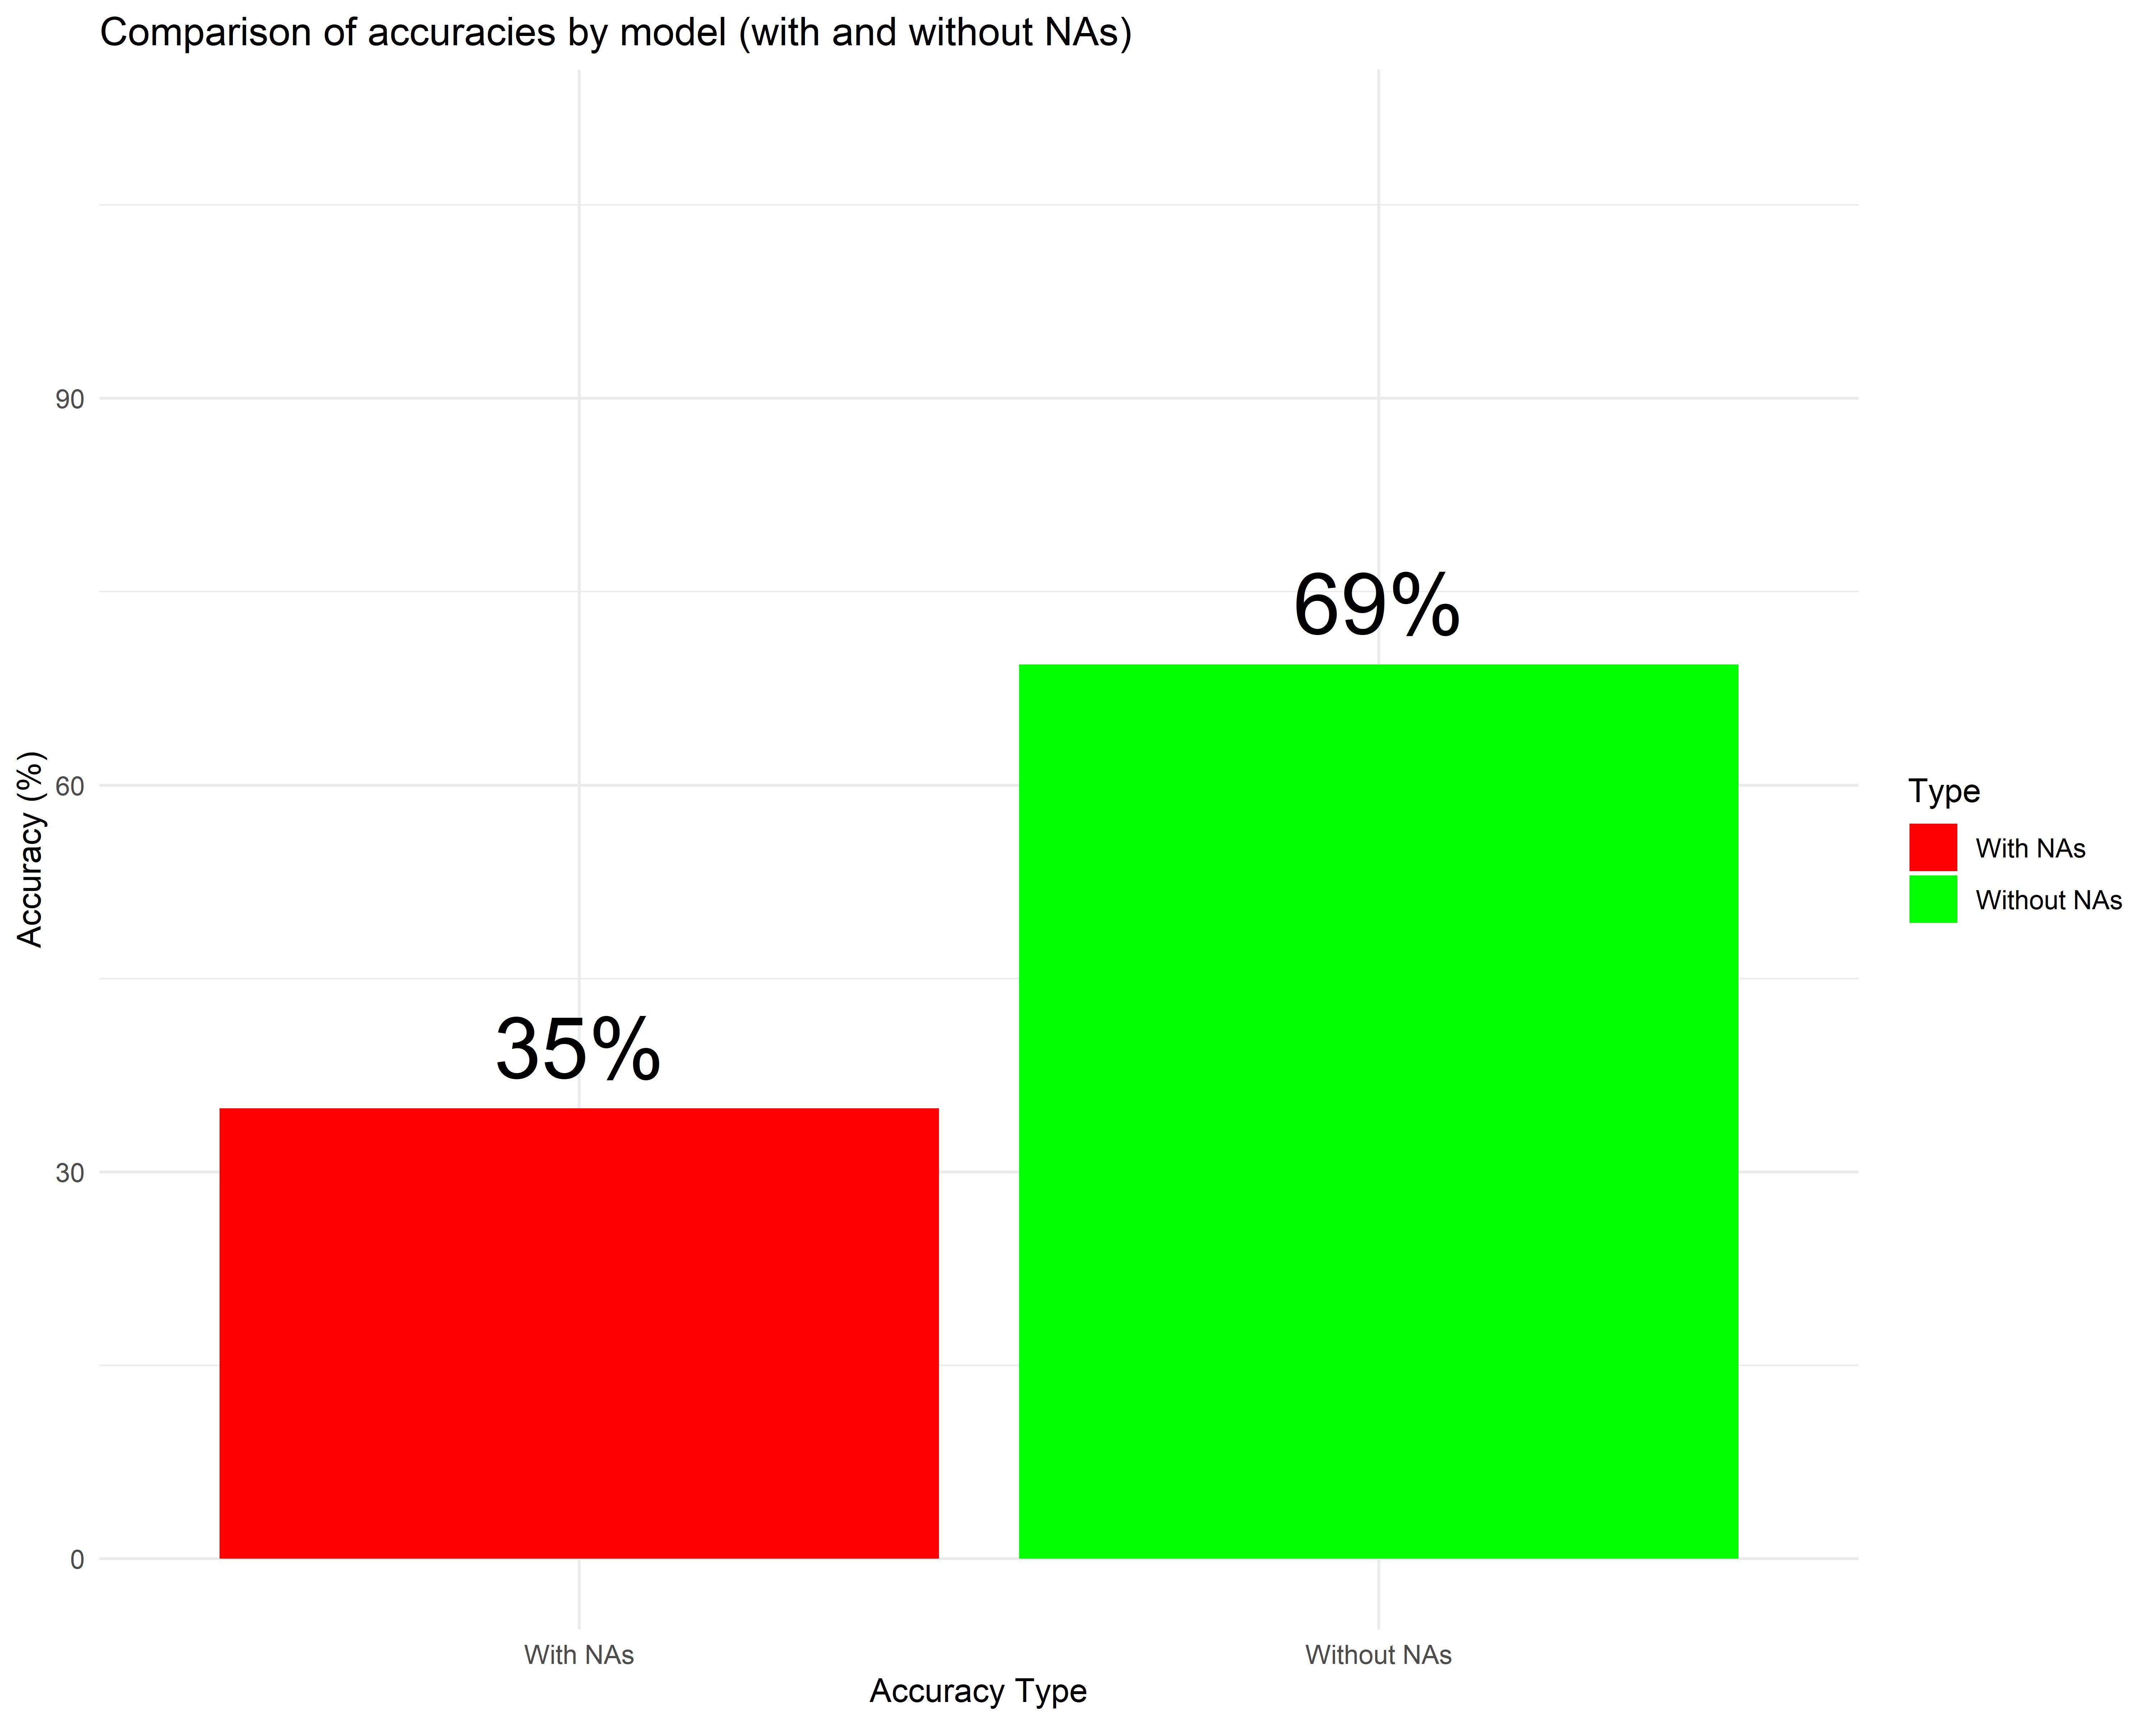 Comparison of accuracies by model (with and without NAs)
Accuracy (%)
90
60
30
0
35%
69%
With NAs
Without NAs
Accuracy Type
Type
With NAs
Without NAs